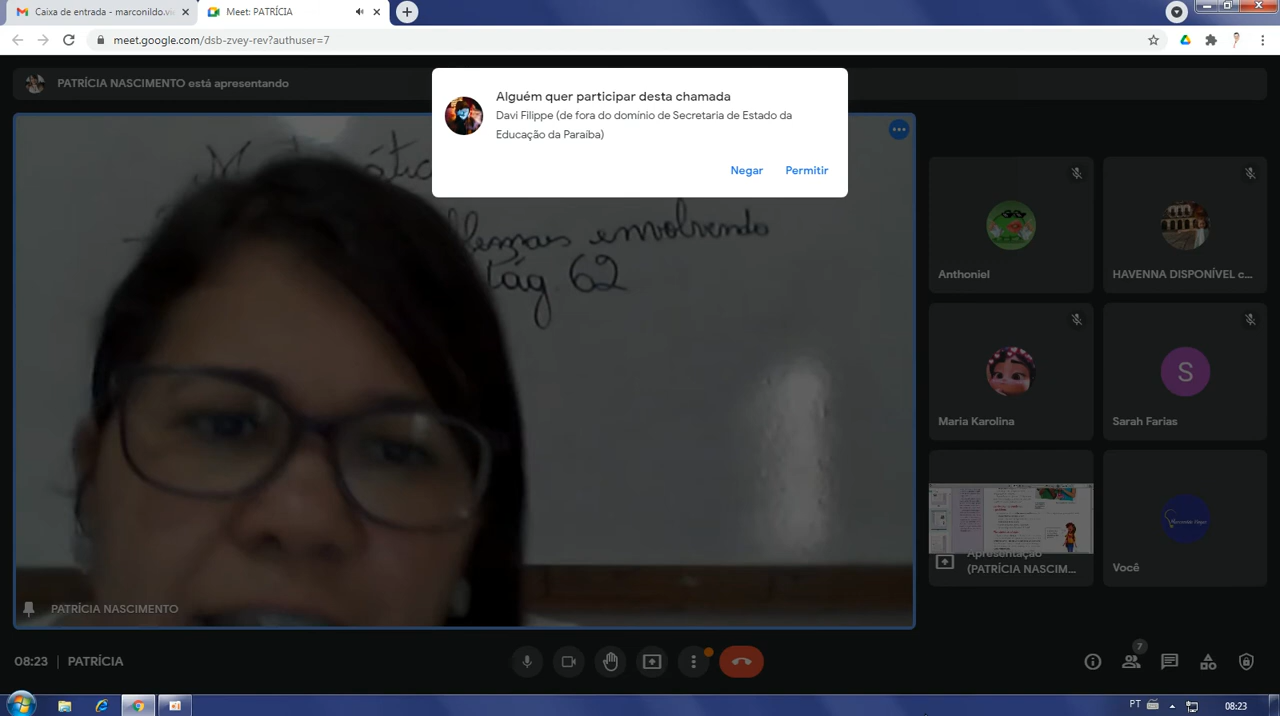 Caixa de entrada - marconildo.vie
Meet: PATRÍCIA
meet.google.com/dsb-zvey-rev?authuser=7
PATRÍCIA NASCIMENTO está apresentando
Alguém quer participar desta chamada
Davi Filippe (de fora do domínio de Secretaria de Estado da
Educação da Paraíba)
Negar
Permitir
envolvendo
Pág 62
Anthoniel
HAVENNA DISPONÍVEL c...
Maria Karolina
Sarah Farias
S
Apresentação
(PATRÍCIA NASCIM...
Você
PATRÍCIA NASCIMENTO
08:23 | PATRÍCIA
7
PT
08:23